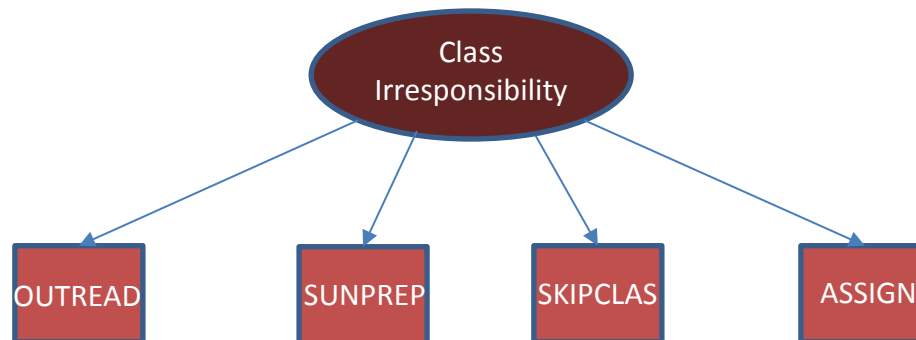 Class
Irresponsibility
OUTREAD
SUNPREP
SKIPCLAS
ASSIGN